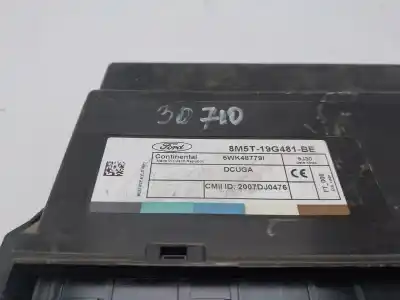 30710
Ford
8M5T-19G481-BE
Continental
5WK48779I
DCUGA
CMII ID: 2007DJ0476
CE